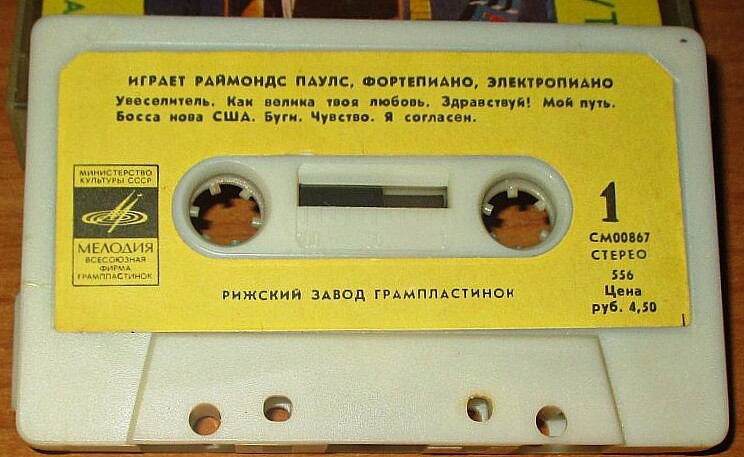 ИГРАЕТ РАЙМОНДС ПАУЛС, ФОРТЕПИАНО, ЭЛЕКТРОПИАНО
Увеселитель. Как велика твоя любовь. Здравствуй! Мой путь.
Босса нова США. Буги. Чувство. Я согласен.
МИНИСТЕРСТВО
КУЛЬТУРЫ СССР
МЕЛОДИЯ
ВСЕСОЮЗНАЯ
ФИРМА
ГРАМПЛАСТИНОК
1
СМ00867
СТЕРЕО
556
Цена
руб. 4,50
РИЖСКИЙ ЗАВОД ГРАМПЛАСТИНОК